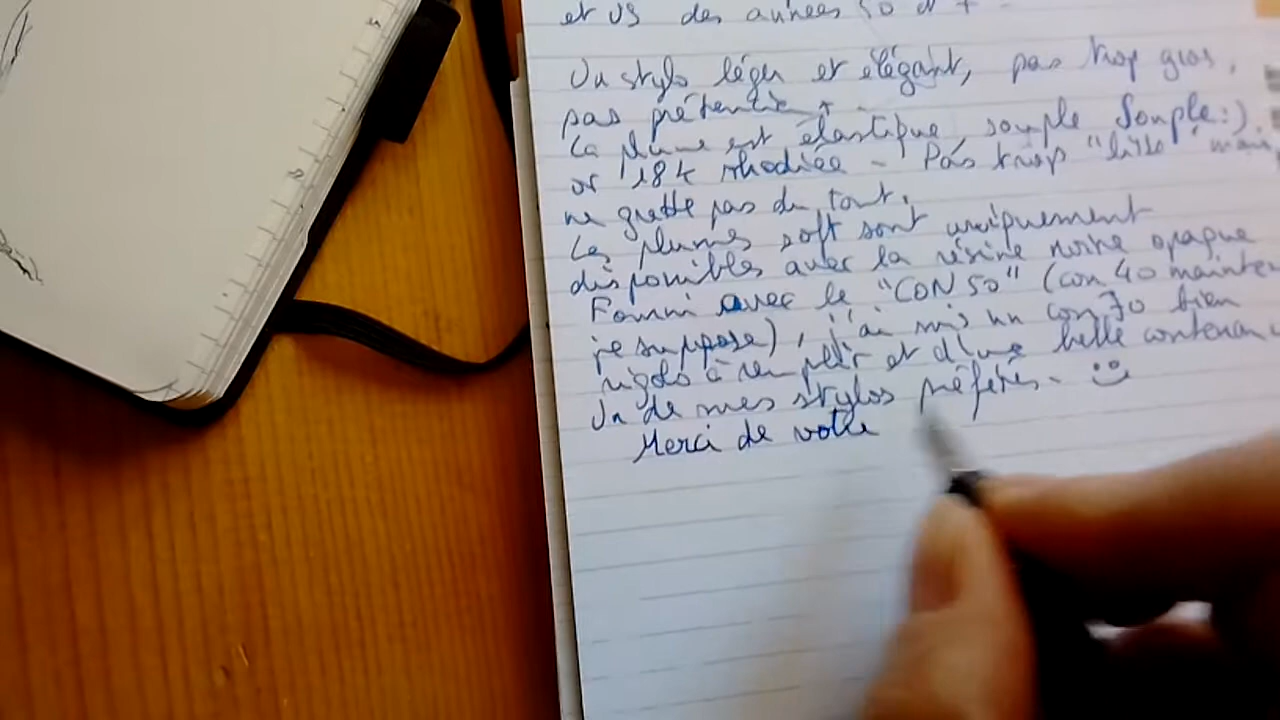 et US des années 50 et +
Un stylo léger et élégant, pas trop gros,
pas prétentie x.
La plume est élastique, souple Souple :)
or 18k rhodiée - Pas trop "      " mais
ne gratte pas du tout.
Les plumes soft sont uniquement
disponibles avec la résine noire opaque
Fourni avec le "CON 50" (con 40 mainten
je suppose), j'ai mis un con 70 bien
rigolo à remplir et d'une belle contenanc
Un de mes stylos préférés. :)
Merci de votre